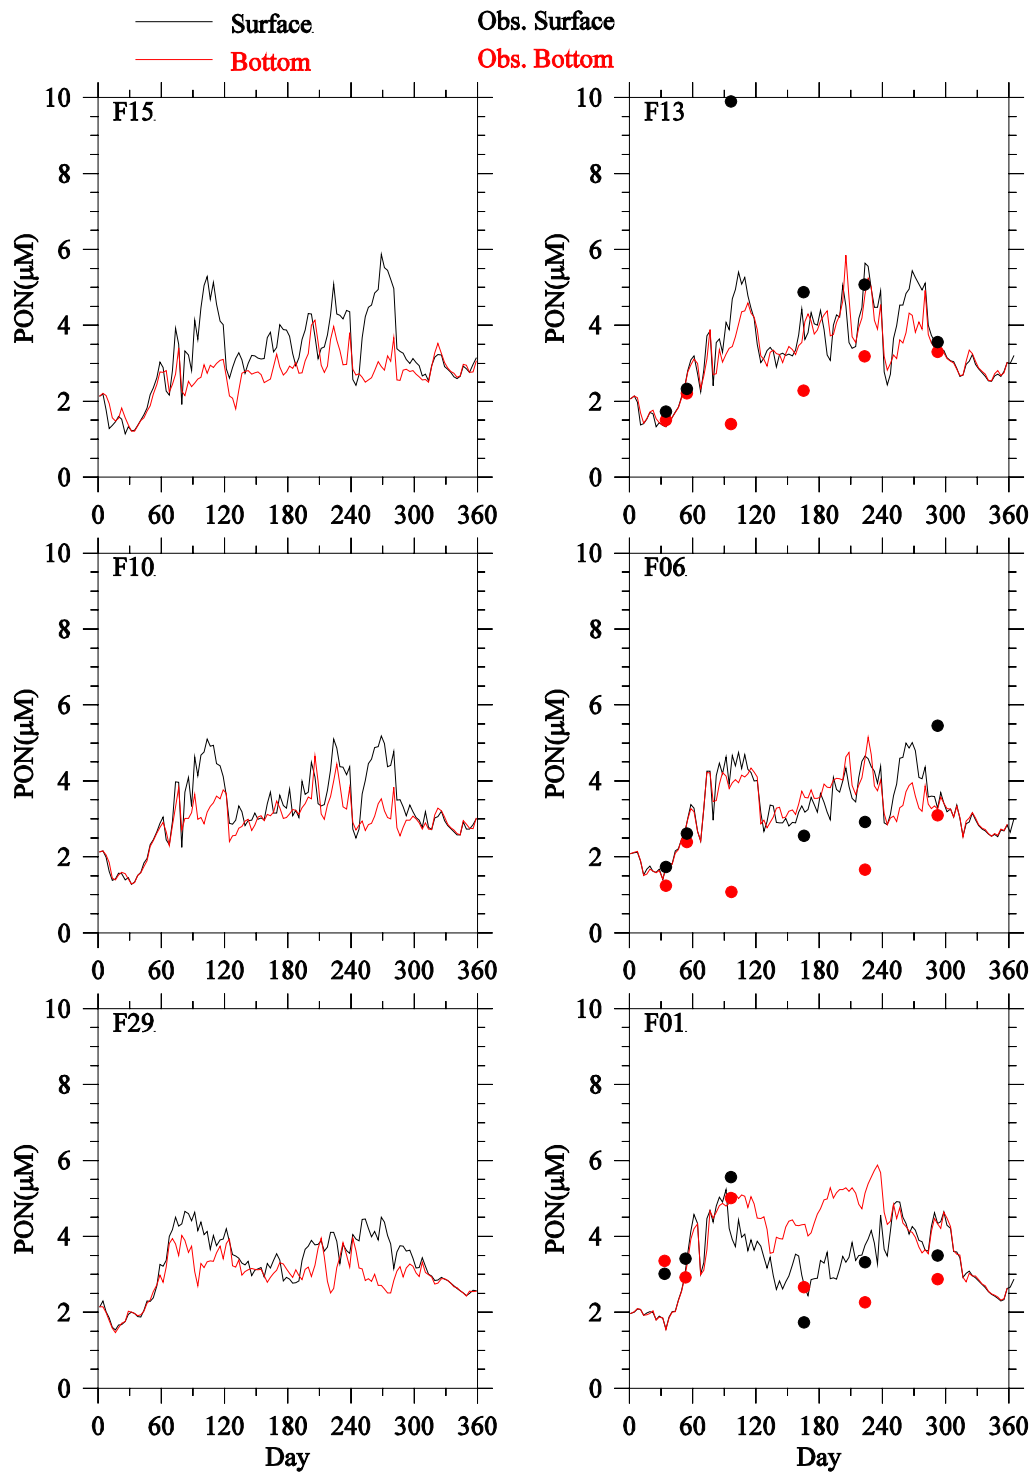 Surface Obs. Surface
Bottom Obs. Bottom
F15 F13
10 8 6 4 2 0 PON(μM) 10 8 6 4 2 0 PON(μM)
0 60 120 180 240 300 360 0 60 120 180 240 300 360
F10 F06
10 8 6 4 2 0 PON(μM) 10 8 6 4 2 0 PON(μM)
0 60 120 180 240 300 360 0 60 120 180 240 300 360
F29 F01
10 8 6 4 2 0 PON(μM) 10 8 6 4 2 0 PON(μM)
0 60 120 180 240 300 360 0 60 120 180 240 300 360
Day Day